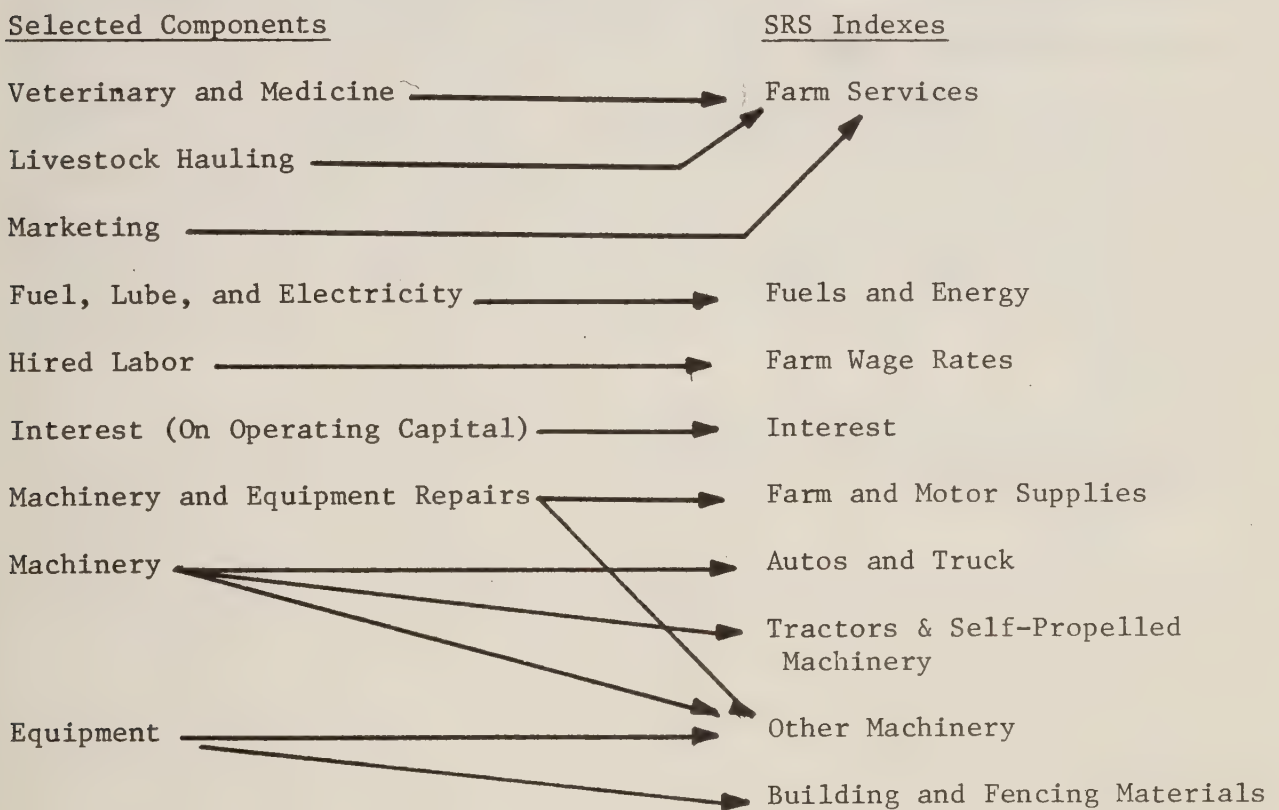 Selected Components SRS Indexes
Veterinary and Medicine Farm Services
Livestock Hauling
Marketing
Fuel, Lube, and Electricity Fuels and Energy
Hired Labor Farm Wage Rates
Interest (On Operating Capital) Interest
Machinery and Equipment Repairs Farm and Motor Supplies
Machinery Autos and Truck
Tractors & Self-Propelled
Machinery
Equipment Other Machinery
Building and Fencing Materials